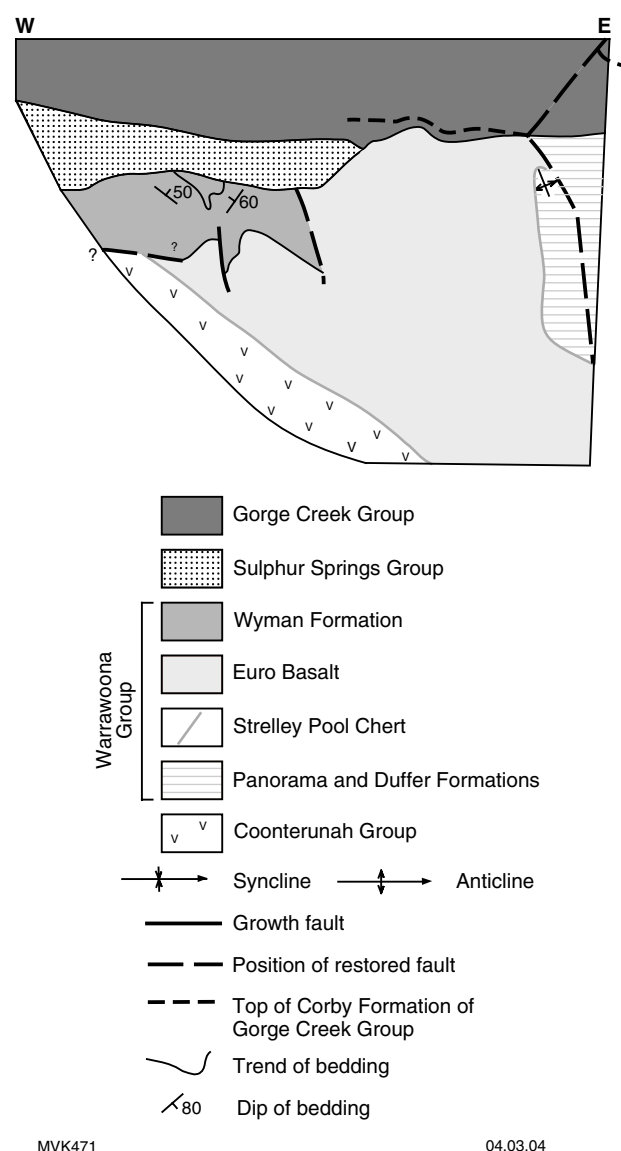 W E
50 60
? ?
v
v
v
v
v v
v v
v v
v v
Gorge Creek Group
Sulphur Springs Group
Wyman Formation
Euro Basalt
Strelley Pool Chert
Panorama and Duffer Formations
Warrawoona
Group
v v Coonterunah Group
Syncline Anticline
Growth fault
Position of restored fault
Top of Corby Formation of
Gorge Creek Group
Trend of bedding
80 Dip of bedding
MVK471 04.03.04